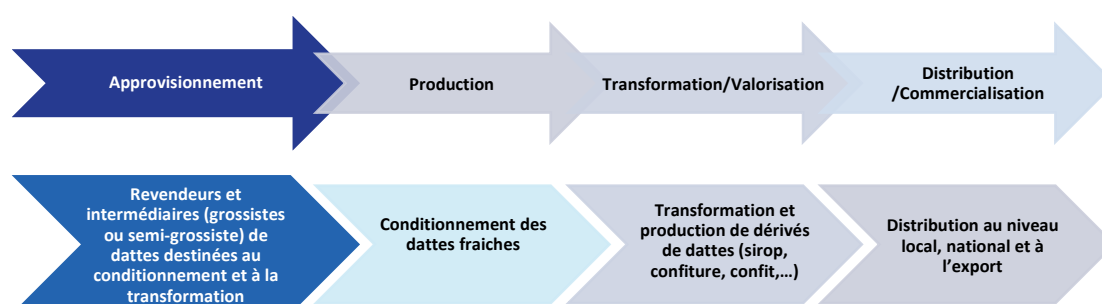 Approvisionnement
Production
Transformation/Valorisation
Distribution
/Commercialisation
Revendeurs et
intermédiaires (grossistes
ou semi-grossiste) de
dattes destinées au
conditionnement et à la
transformation
Conditionnement des
dattes fraiches
Transformation et
production de dérivés
de dattes (sirop,
confiture, confit,…)
Distribution au niveau
local, national et à
l’export